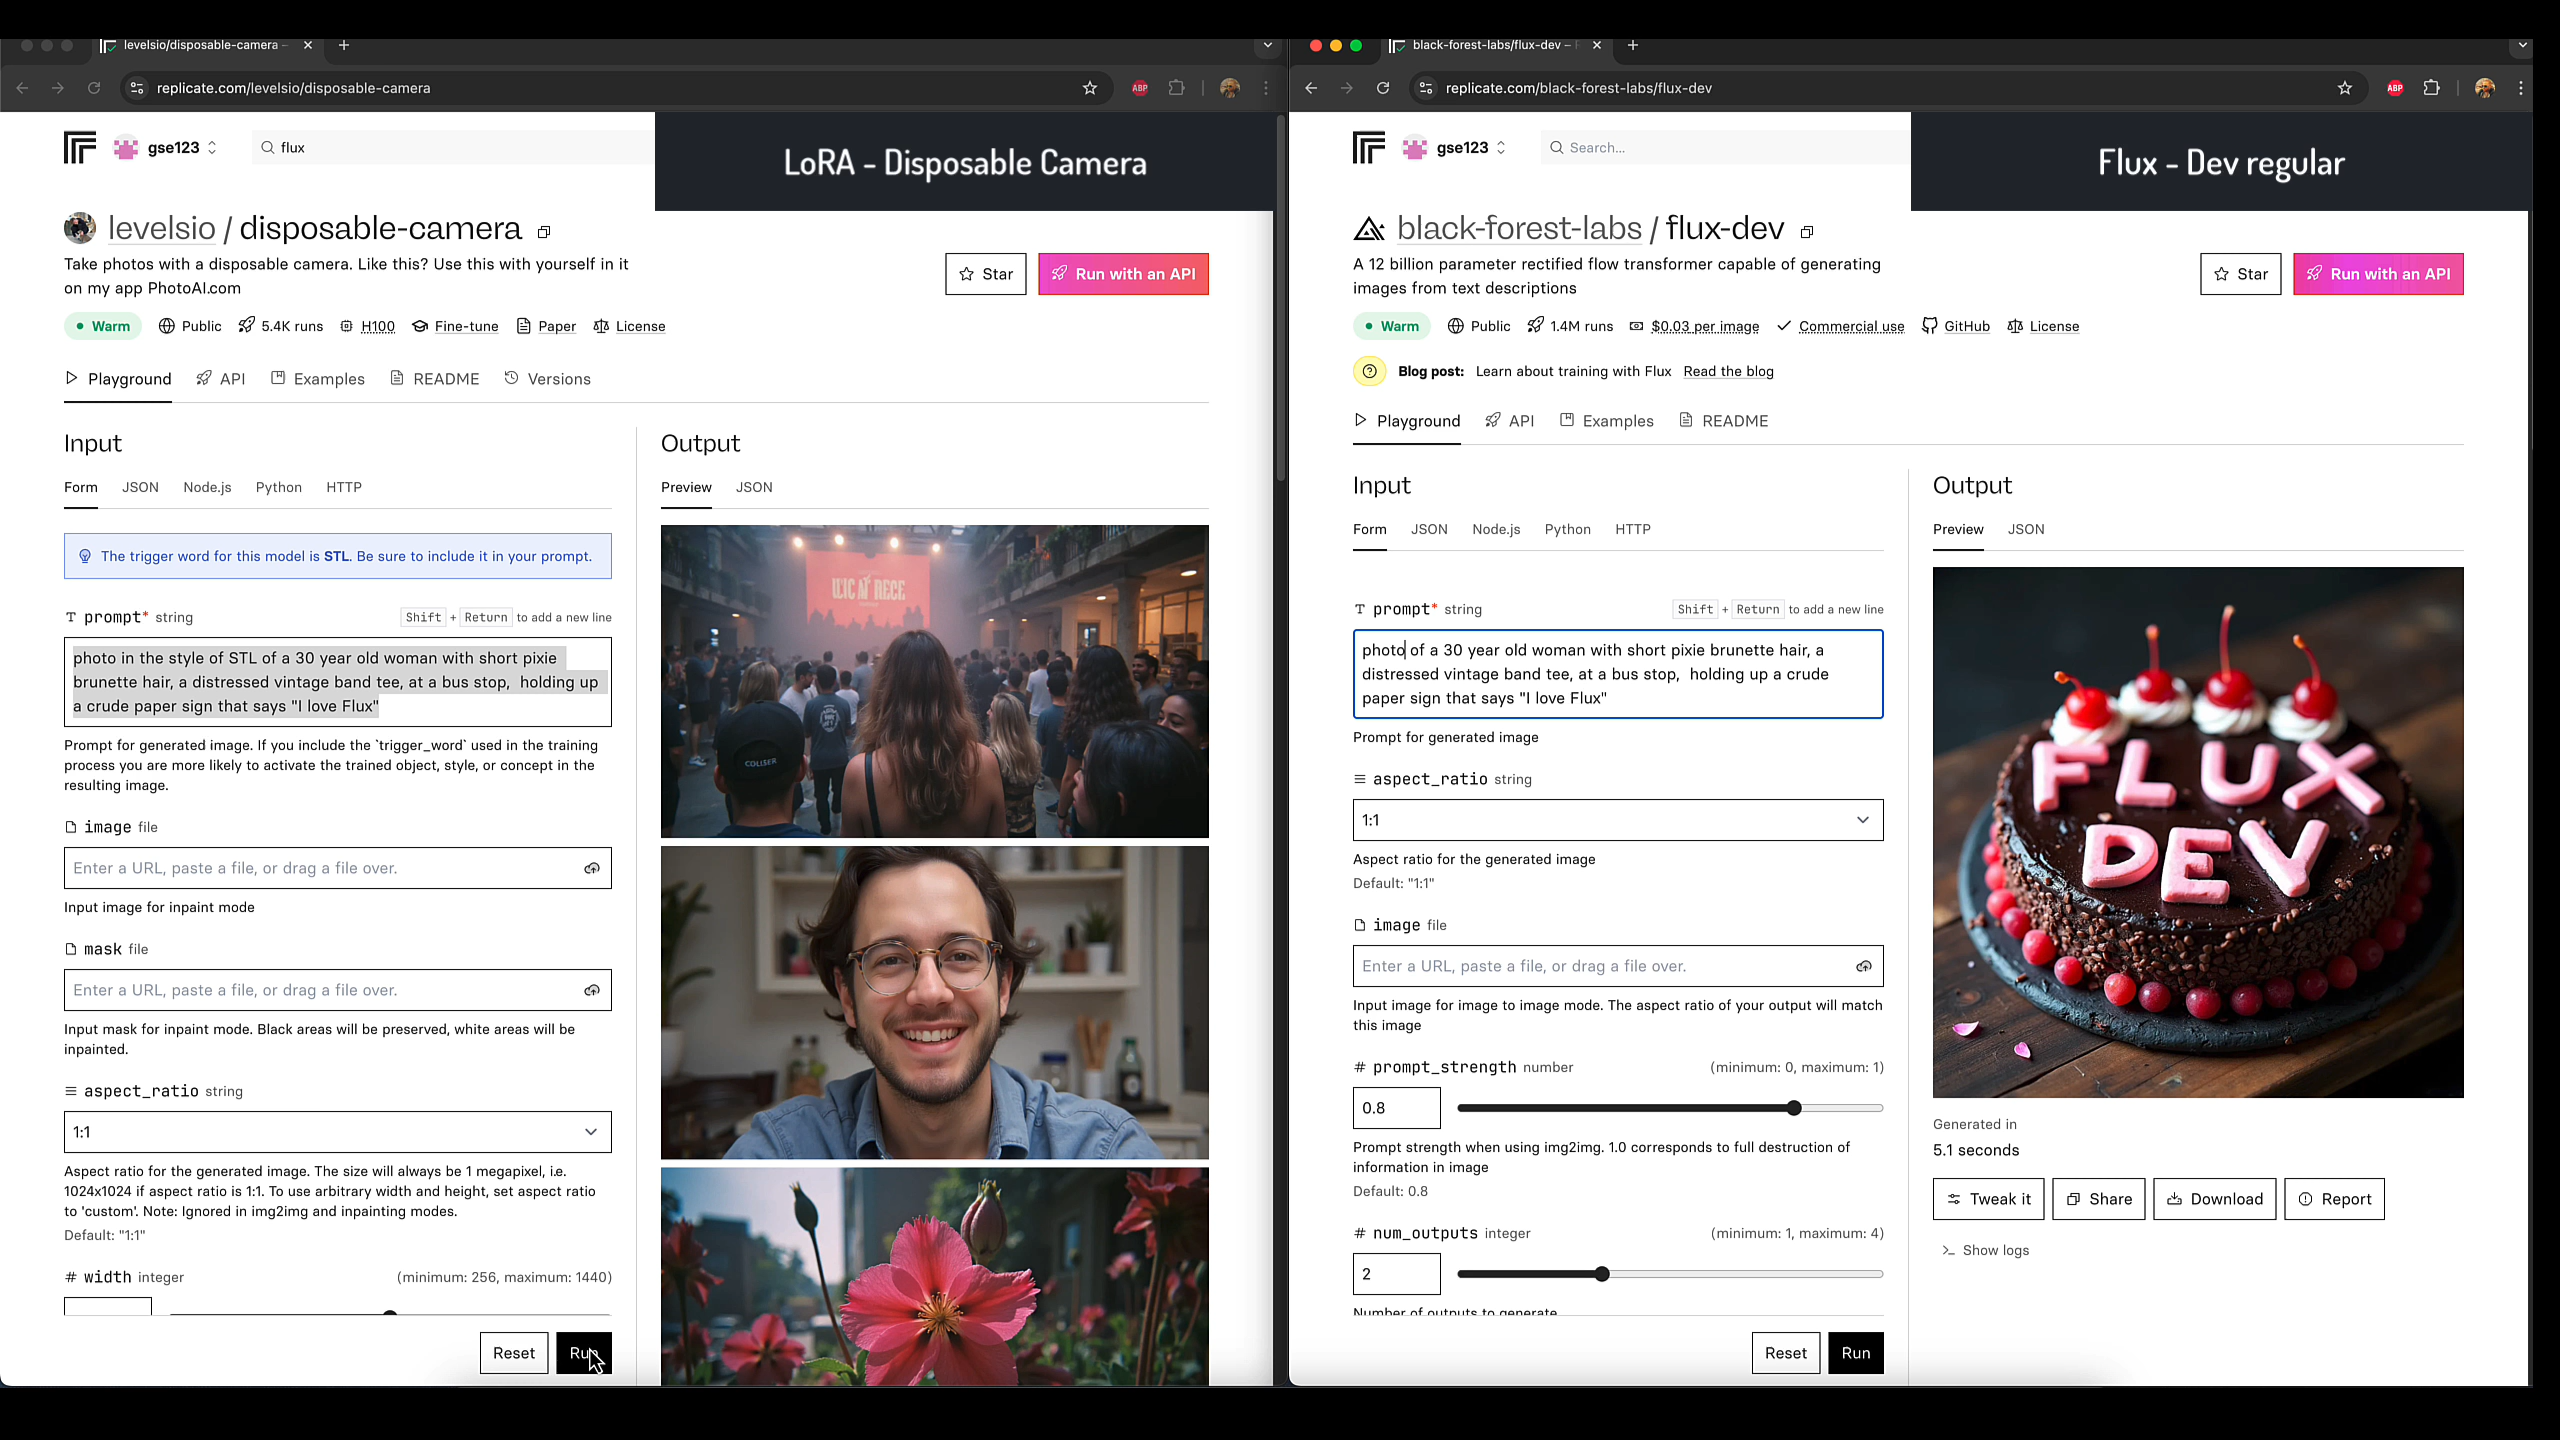 levelsio/disposable-camera –
replicate.com/levelsio/disposable-camera
ABP
gse123
flux
LoRA - Disposable Camera
levelsio / disposable-camera
Take photos with a disposable camera. Like this? Use this with yourself in it
on my app PhotoAI.com
Star
Run with an API
Warm Public 5.4K runs H100 Fine-tune Paper License
Playground API Examples README Versions
Input
Form JSON Node.js Python HTTP
The trigger word for this model is STL. Be sure to include it in your prompt.
prompt* string Shift + Return to add a new line
photo in the style of STL of a 30 year old woman with short pixie
brunette hair, a distressed vintage band tee, at a bus stop,  holding up
a crude paper sign that says "I love Flux"
Prompt for generated image. If you include the `trigger_word` used in the training
process you are more likely to activate the trained object, style, or concept in the
resulting image.
image file
Enter a URL, paste a file, or drag a file over.
Input image for inpaint mode
mask file
Enter a URL, paste a file, or drag a file over.
Input mask for inpaint mode. Black areas will be preserved, white areas will be
inpainted.
aspect_ratio string
1:1
Aspect ratio for the generated image. The size will always be 1 megapixel, i.e.
1024x1024 if aspect ratio is 1:1. To use arbitrary width and height, set aspect ratio
to 'custom'. Note: Ignored in img2img and inpainting modes.
Default: "1:1"
width integer (minimum: 256, maximum: 1440)
Reset Run
Output
Preview JSON
COLISER
black-forest-labs/flux-dev –
replicate.com/black-forest-labs/flux-dev
ABP
gse123
Search...
Flux - Dev regular
black-forest-labs / flux-dev
A 12 billion parameter rectified flow transformer capable of generating
images from text descriptions
Star
Run with an API
Warm Public 1.4M runs $0.03 per image Commercial use GitHub License
Blog post: Learn about training with Flux Read the blog
Playground API Examples README
Input
Form JSON Node.js Python HTTP
prompt* string Shift + Return to add a new line
photo of a 30 year old woman with short pixie brunette hair, a
distressed vintage band tee, at a bus stop,  holding up a crude
paper sign that says "I love Flux"
Prompt for generated image
aspect_ratio string
1:1
Aspect ratio for the generated image
Default: "1:1"
image file
Enter a URL, paste a file, or drag a file over.
Input image for image to image mode. The aspect ratio of your output will match
this image
prompt_strength number (minimum: 0, maximum: 1)
0.8
Prompt strength when using img2img. 1.0 corresponds to full destruction of
information in image
Default: 0.8
num_outputs integer (minimum: 1, maximum: 4)
2
Number of outputs to generate
Reset Run
Output
Preview JSON
FLUX
DEV
Generated in
5.1 seconds
Tweak it Share Download Report
Show logs